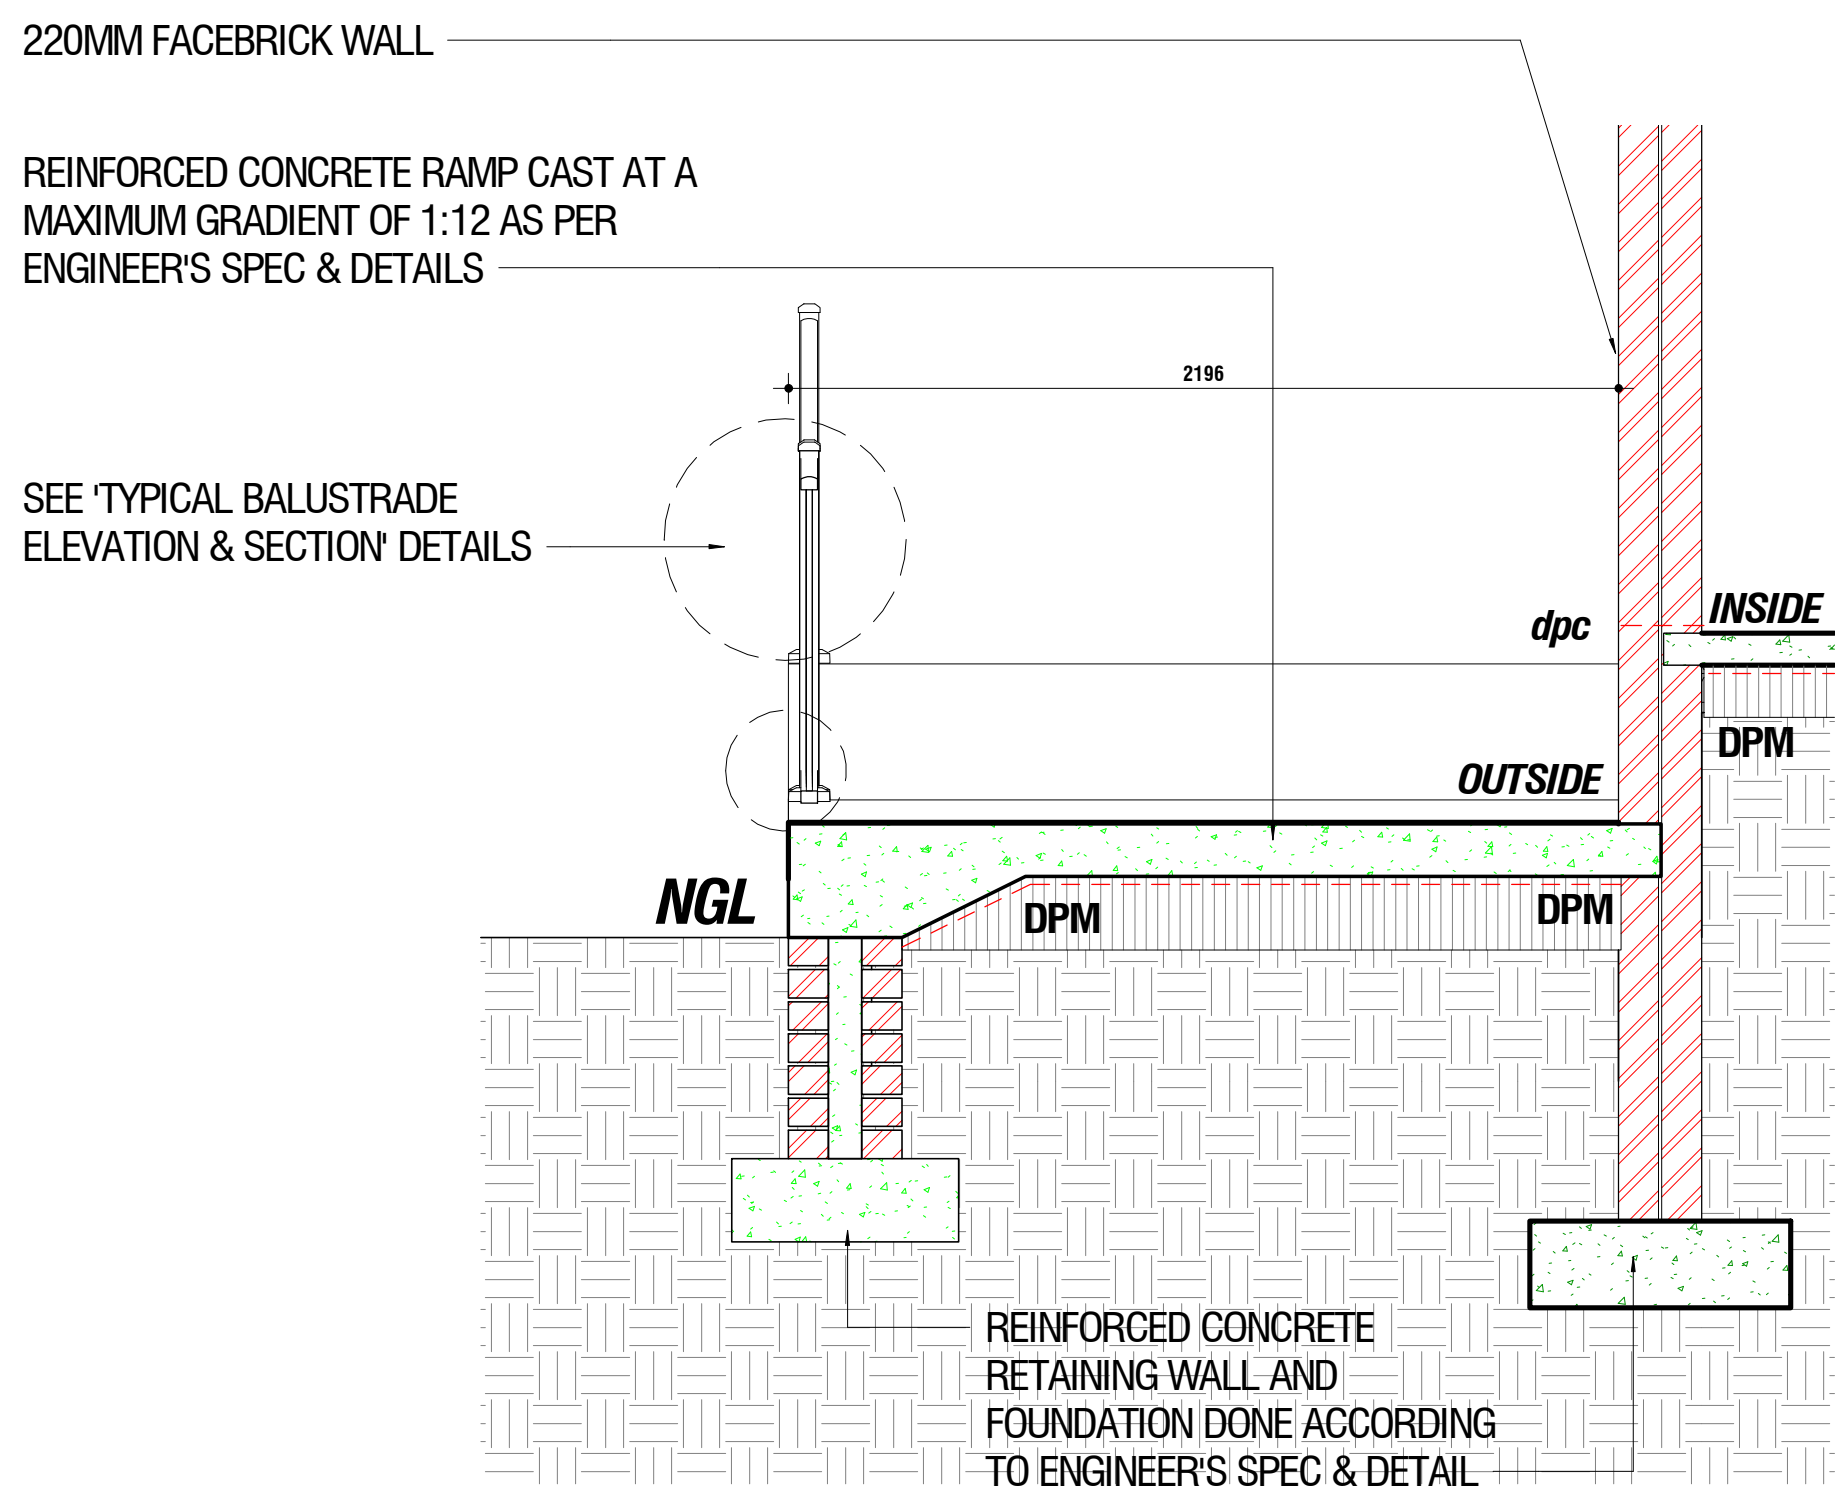 220MM FACEBRICK WALL
REINFORCED CONCRETE RAMP CAST AT A
MAXIMUM GRADIENT OF 1:12 AS PER
ENGINEER'S SPEC & DETAILS
2196
SEE 'TYPICAL BALUSTRADE
ELEVATION & SECTION' DETAILS
dpc
INSIDE
DPM
OUTSIDE
NGL
DPM
DPM
REINFORCED CONCRETE
RETAINING WALL AND
FOUNDATION DONE ACCORDING
TO ENGINEER'S SPEC & DETAIL